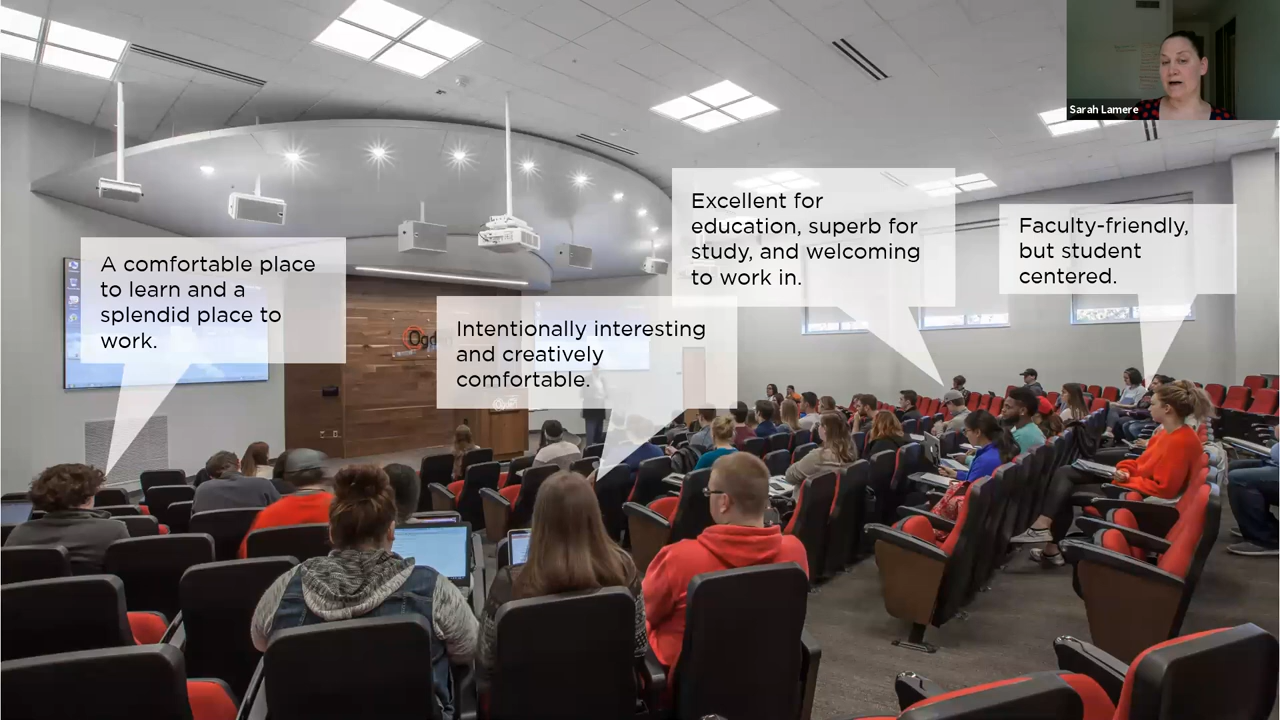 Sarah Lamere
Excellent for
education, superb for
study, and welcoming
to work in.
Faculty-friendly,
but student
centered.
A comfortable place
to learn and a
splendid place to
work.
Intentionally interesting
and creatively
comfortable.